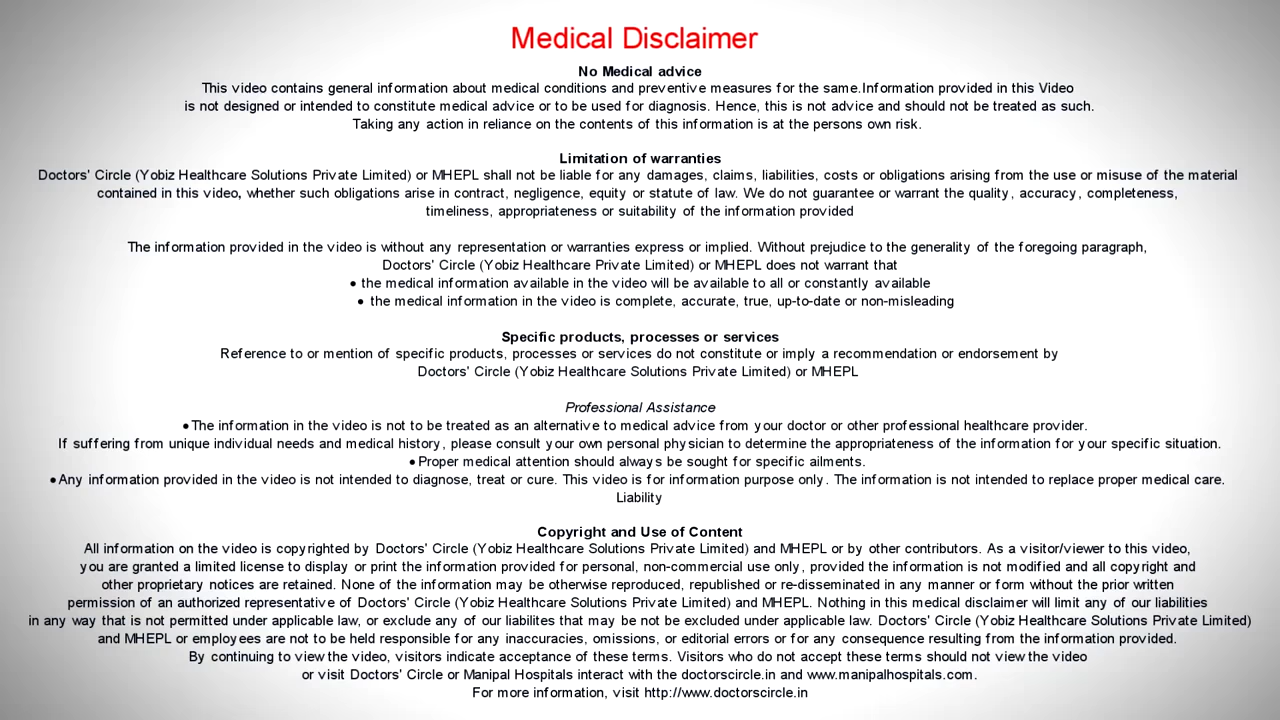 Medical Disclaimer
No Medical advice
This video contains general information about medical conditions and preventive measures for the same.Information provided in this Video
is not designed or intended to constitute medical advice or to be used for diagnosis. Hence, this is not advice and should not be treated as such.
Taking any action in reliance on the contents of this information is at the persons own risk.
Limitation of warranties
Doctors' Circle (Yobiz Healthcare Solutions Private Limited) or MHEPL shall not be liable for any damages, claims, liabilities, costs or obligations arising from the use or misuse of the material
contained in this video, whether such obligations arise in contract, negligence, equity or statute of law. We do not guarantee or warrant the quality, accuracy, completeness,
timeliness, appropriateness or suitability of the information provided
The information provided in the video is without any representation or warranties express or implied. Without prejudice to the generality of the foregoing paragraph,
Doctors' Circle (Yobiz Healthcare Private Limited) or MHEPL does not warrant that
• the medical information available in the video will be available to all or constantly available
• the medical information in the video is complete, accurate, true, up-to-date or non-misleading
Specific products, processes or services
Reference to or mention of specific products, processes or services do not constitute or imply a recommendation or endorsement by
Doctors' Circle (Yobiz Healthcare Solutions Private Limited) or MHEPL
Professional Assistance
•The information in the video is not to be treated as an alternative to medical advice from your doctor or other professional healthcare provider.
If suffering from unique individual needs and medical history, please consult your own personal physician to determine the appropriateness of the information for your specific situation.
•Proper medical attention should always be sought for specific ailments.
•Any information provided in the video is not intended to diagnose, treat or cure. This video is for information purpose only. The information is not intended to replace proper medical care.
Liability
Copyright and Use of Content
All information on the video is copyrighted by Doctors' Circle (Yobiz Healthcare Solutions Private Limited) and MHEPL or by other contributors. As a visitor/viewer to this video,
you are granted a limited license to display or print the information provided for personal, non-commercial use only, provided the information is not modified and all copyright and
other proprietary notices are retained. None of the information may be otherwise reproduced, republished or re-disseminated in any manner or form without the prior written
permission of an authorized representative of Doctors' Circle (Yobiz Healthcare Solutions Private Limited) and MHEPL. Nothing in this medical disclaimer will limit any of our liabilities
in any way that is not permitted under applicable law, or exclude any of our liabilites that may be not be excluded under applicable law. Doctors' Circle (Yobiz Healthcare Solutions Private Limited)
and MHEPL or employees are not to be held responsible for any inaccuracies, omissions, or editorial errors or for any consequence resulting from the information provided.
By continuing to view the video, visitors indicate acceptance of these terms. Visitors who do not accept these terms should not view the video
or visit Doctors' Circle or Manipal Hospitals interact with the doctorscircle.in and www.manipalhospitals.com.
For more information, visit http://www.doctorscircle.in